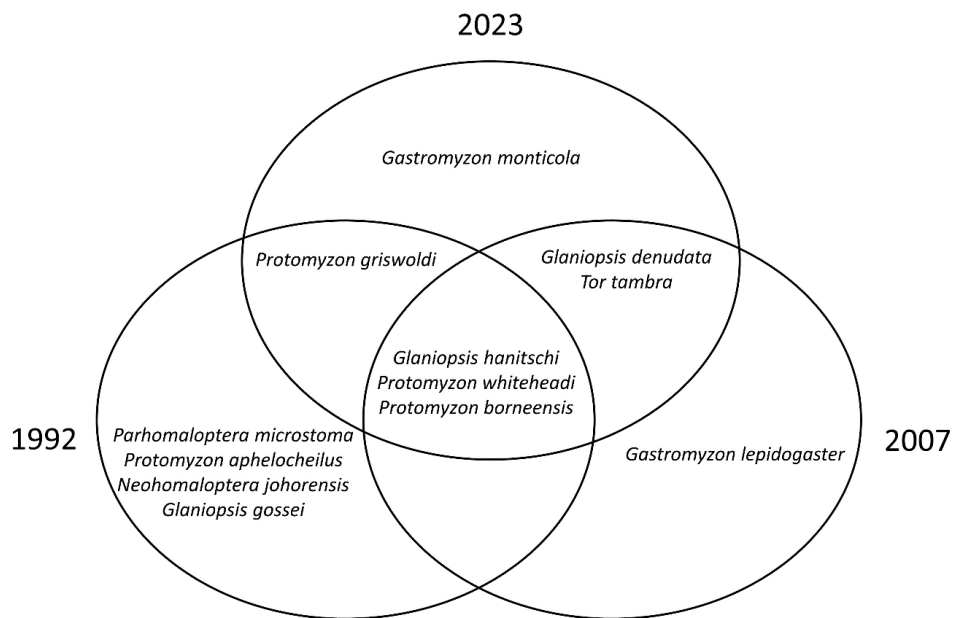 2023
Gastromyzon monticola
Protomyzon griswoldi
Glaniopsis denudata
Tor tambra
Glaniopsis hanitschi
Protomyzon whiteheadi
Protomyzon borneensis
1992
Parhomaloptera microstoma
Protomyzon aphelocheilus
Neohomaloptera johorensis
Glaniopsis gossei
Gastromyzon lepidogaster
2007